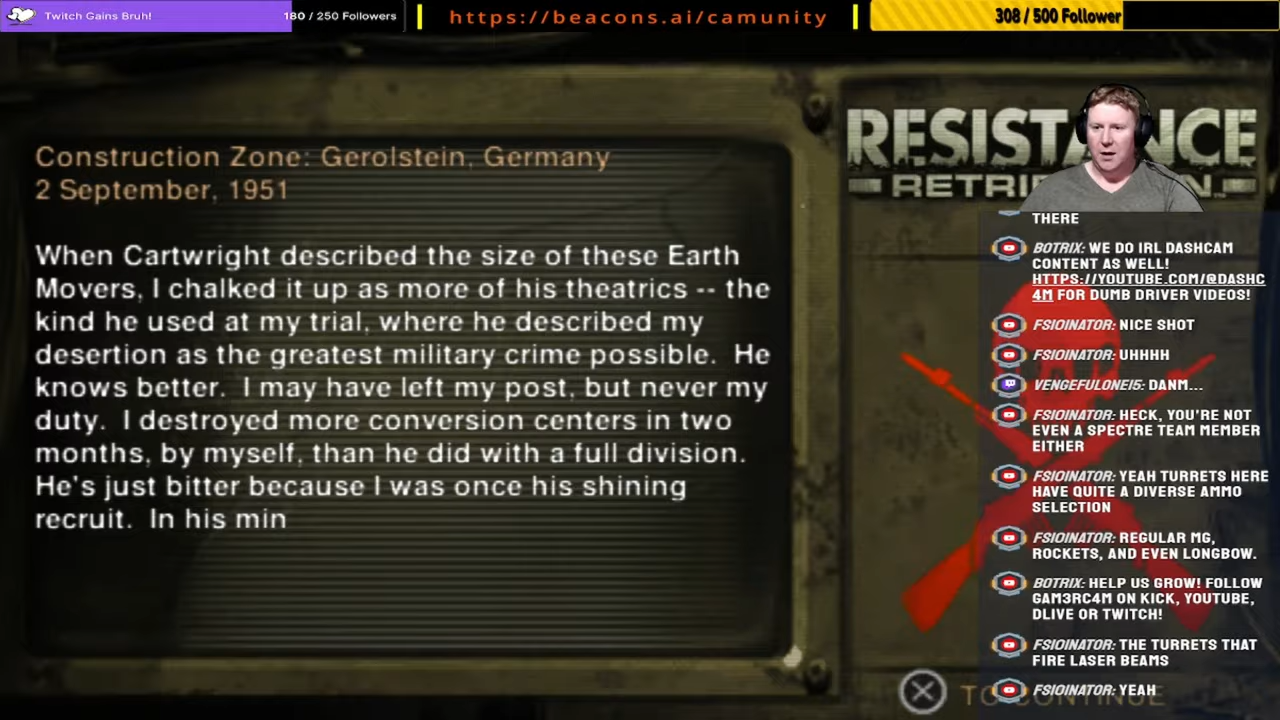 Twitch Gains Bruh!
180 / 250 Followers
https://beacons.ai/camunity
308 / 500 Follower
Construction Zone: Gerolstein, Germany
2 September, 1951
When Cartwright described the size of these Earth
Movers, I chalked it up as more of his theatrics -- the
kind he used at my trial, where he described my
desertion as the greatest military crime possible.  He
knows better.  I may have left my post, but never my
duty.  I destroyed more conversion centers in two
months, by myself, than he did with a full division.
He's just bitter because I was once his shining
recruit.  In his min
THERE
BOTRIX: WE DO IRL DASHCAM
CONTENT AS WELL!
HTTPS://YOUTUBE.COM/@DASHC
4M FOR DUMB DRIVER VIDEOS!
FSIOINATOR: NICE SHOT
FSIOINATOR: UHHHH
VENGEFULONE15: DANM...
FSIOINATOR: HECK, YOU'RE NOT
EVEN A SPECTRE TEAM MEMBER
EITHER
FSIOINATOR: YEAH TURRETS HERE
HAVE QUITE A DIVERSE AMMO
SELECTION
FSIOINATOR: REGULAR MG,
ROCKETS, AND EVEN LONGBOW.
BOTRIX: HELP US GROW! FOLLOW
GAM3RC4M ON KICK, YOUTUBE,
DLIVE OR TWITCH!
FSIOINATOR: THE TURRETS THAT
FIRE LASER BEAMS
FSIOINATOR: YEAH